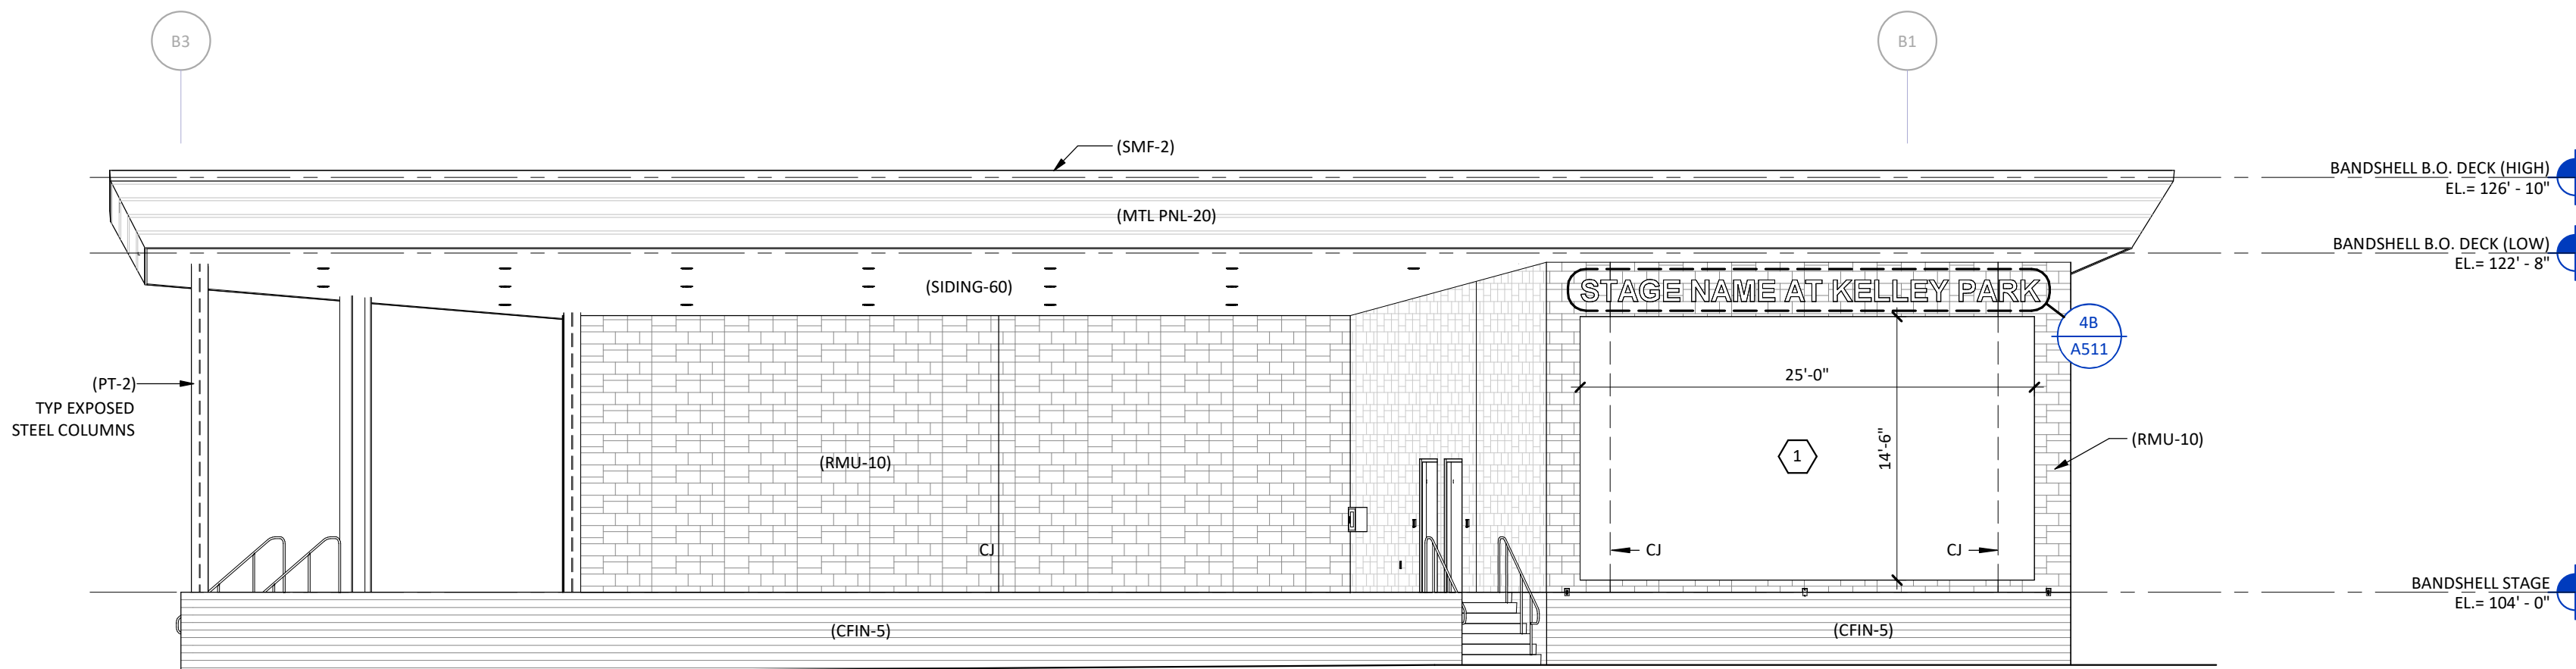 B3
B1
(SMF-2)
BANDSHELL B.O. DECK (HIGH)
EL.= 126' - 10"
(MTL PNL-20)
BANDSHELL B.O. DECK (LOW)
EL.= 122' - 8"
(SIDING-60)
STAGE NAME AT KELLEY PARK
4B
A511
(PT-2)
TYP EXPOSED
STEEL COLUMNS
25'-0"
14'-6"
1
(RMU-10)
(RMU-10)
CJ
CJ
CJ
BANDSHELL STAGE
EL.= 104' - 0"
(CFIN-5)
(CFIN-5)